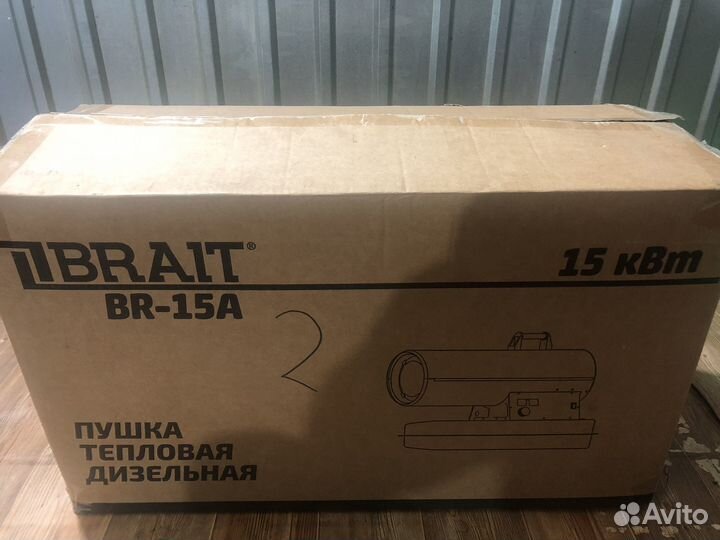 BRAIT®
15 кВт
BR-15A
2
ПУШКА
ТЕПЛОВАЯ
ДИЗЕЛЬНАЯ
Avito